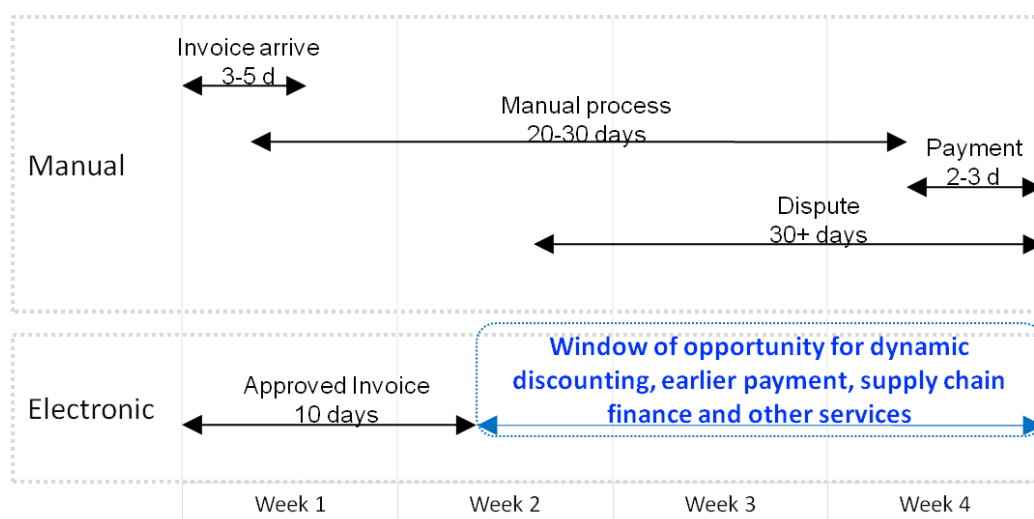 Invoice arrive
3-5 d
Manual process
20-30 days
Manual
Payment
2-3 d
Dispute
30+ days
Window of opportunity for dynamic
discounting, earlier payment, supply chain
finance and other services
Approved Invoice
10 days
Electronic
Week 1
Week 2
Week 3
Week 4